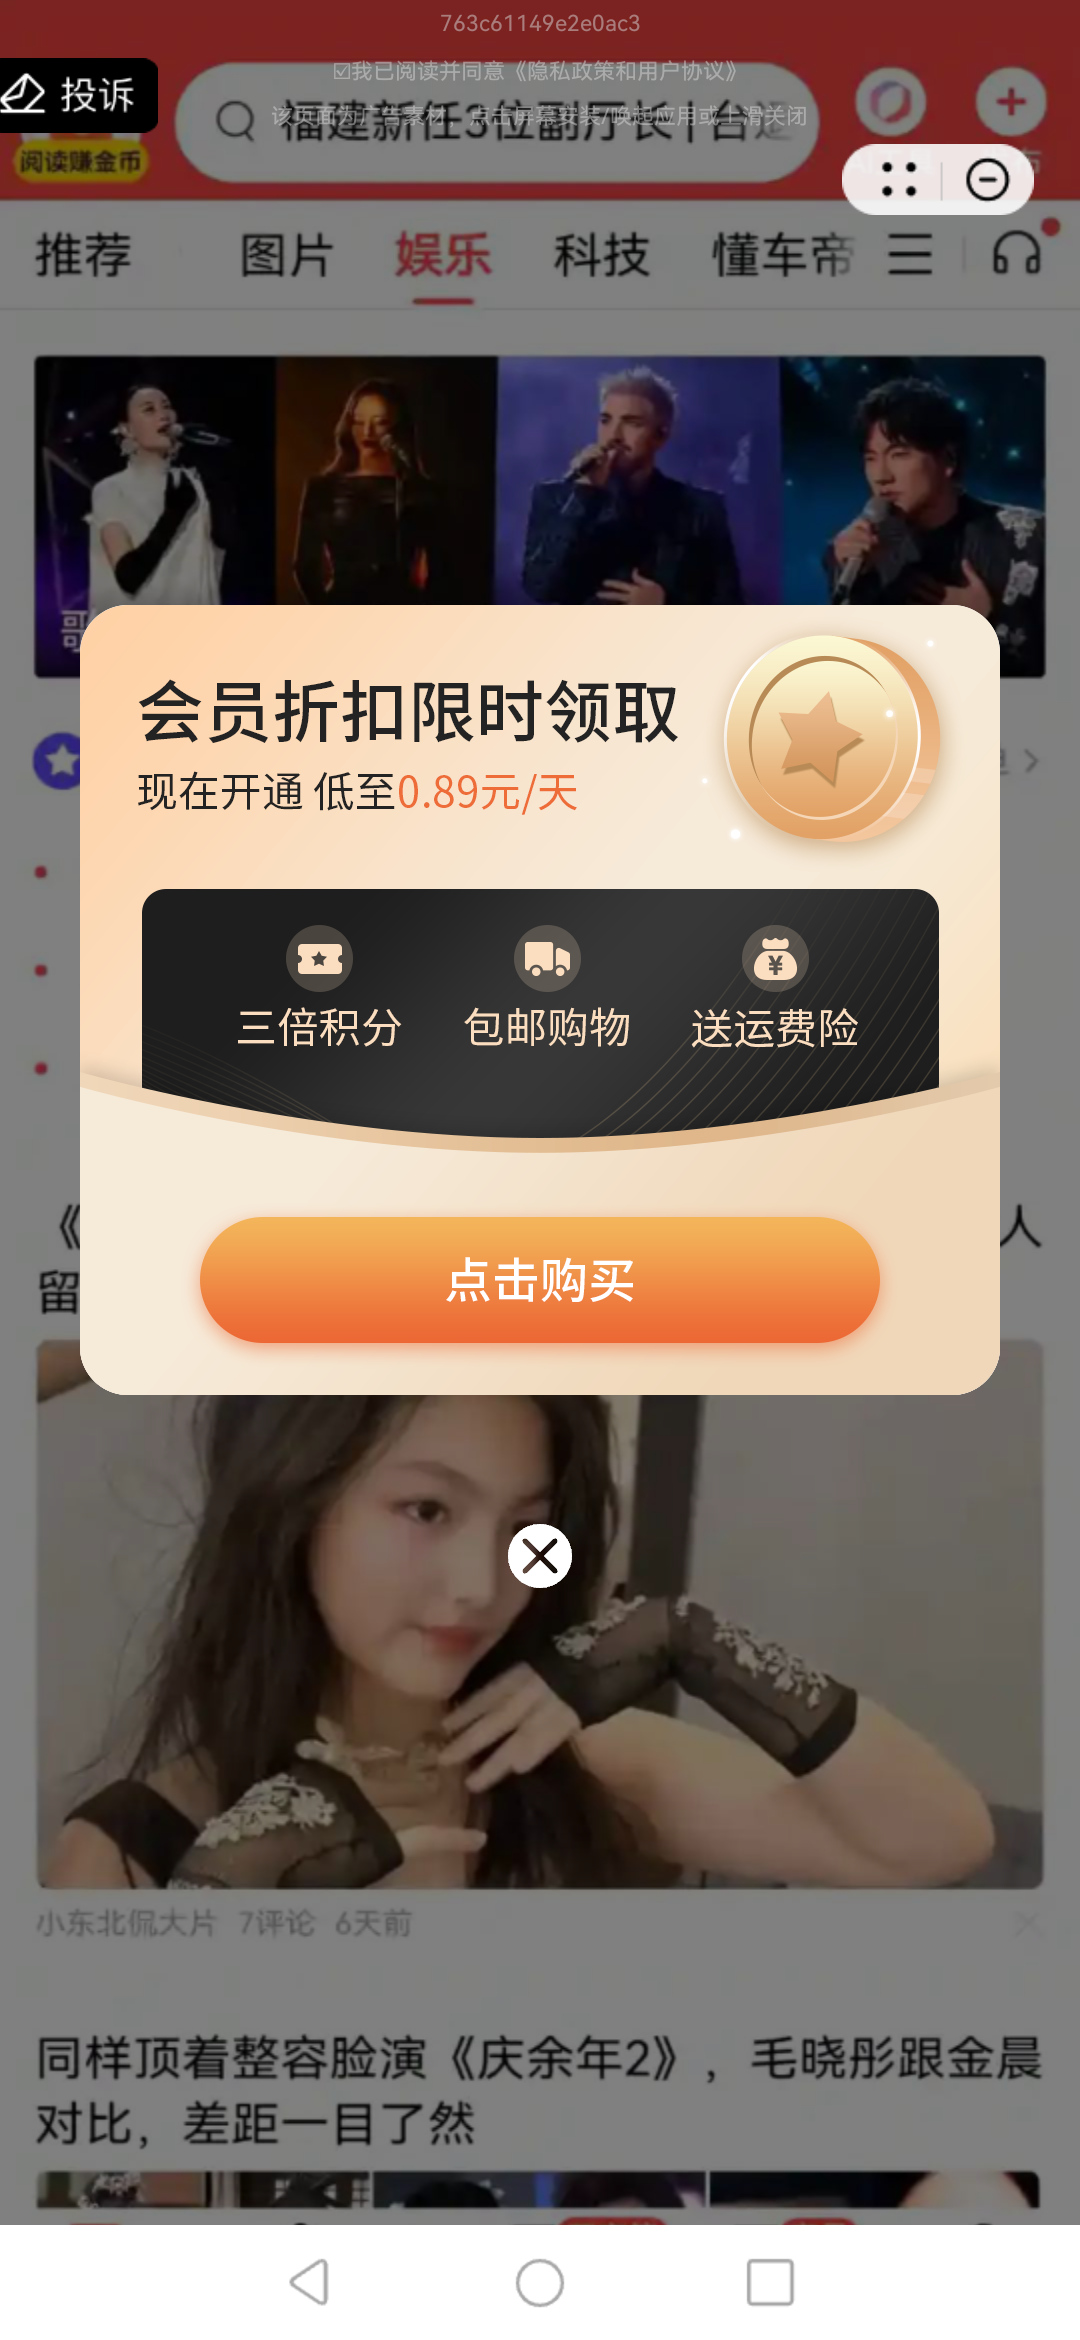 763c61149e2e0ac3
☑我已阅读并同意《隐私政策和用户协议》
投诉
福建新任3位副厅长|台
该页面为广告素材，点击屏幕安装/唤起应用或上滑关闭
阅读赚金币
推荐
图片
娱乐
科技
懂车帝
会员折扣限时领取
现在开通 低至0.89元/天
三倍积分
包邮购物
送运费险
《
人
留
点击购买
小东北侃大片 7评论 6天前
同样顶着整容脸演《庆余年2》，毛晓彤跟金晨
对比，差距一目了然